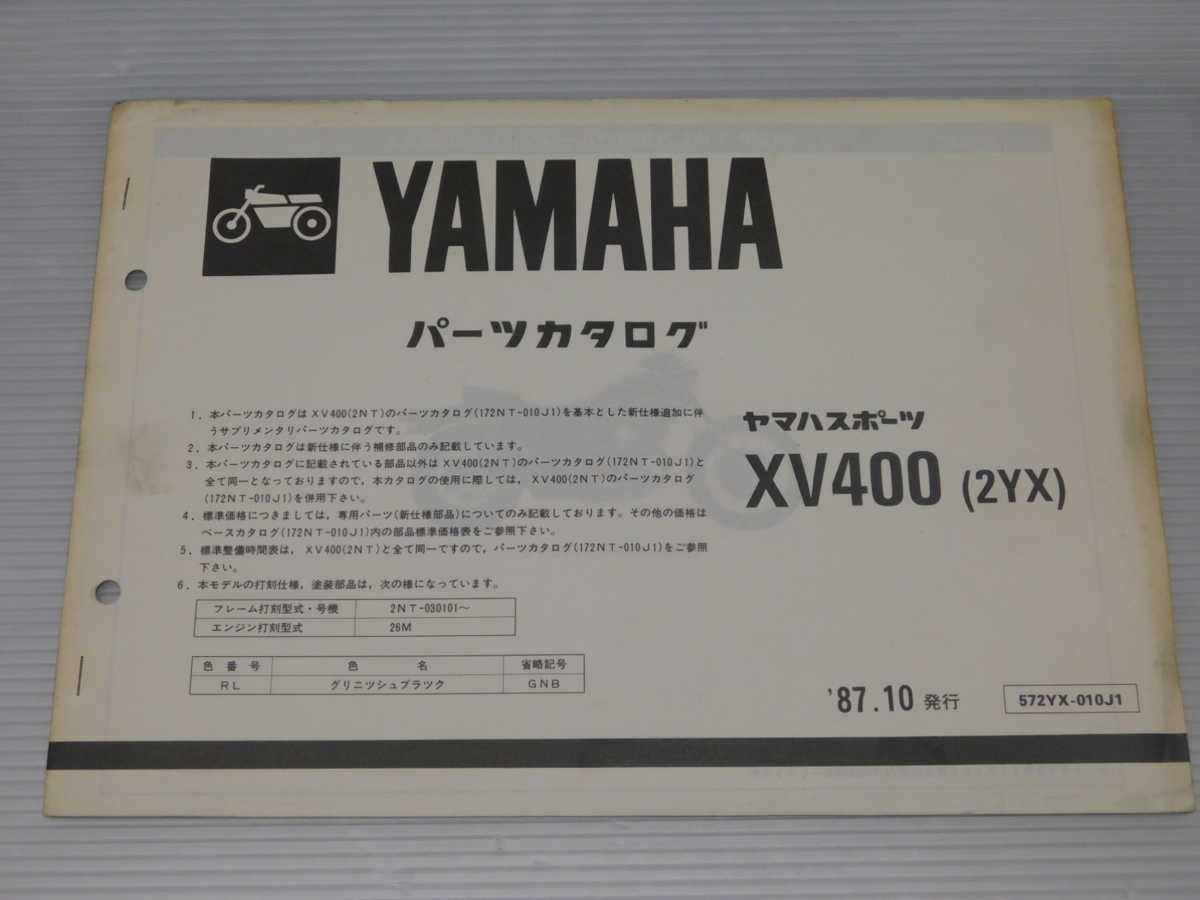 YAMAHA
パーツカタログ
1. 本パーツカタログは XV400(2NT)のパーツカタログ(172NT-010J1)を基本とした新仕様追加に伴
うサプリメンタリパーツカタログです。
2. 本パーツカタログは新仕様に伴う補修部品のみ記載しています。
3. 本パーツカタログに記載されている部品以外は XV400(2NT)のパーツカタログ(172NT-010J1)と
全て同一となっておりますので，本カタログの使用に際しては， XV400(2NT)のパーツカタログ
(172NT-010J1)を併用下さい。
4. 標準価格につきましては，専用パーツ(新仕様部品)についてのみ記載しております。その他の価格は
ベースカタログ(172NT-010J1)内の部品標準価格表をご参照下さい。
5. 標準整備時間表は， XV400(2NT)と全て同一ですので，パーツカタログ(172NT-010J1)をご参照
下さい。
6. 本モデルの打刻仕様，塗装部品は，次の様になっています。
フレーム打刻型式・号機 2NT-030101～
エンジン打刻型式 26M
色番号 色名 省略記号
RL グリニツシュブラツク GNB
ヤマハスポーツ
XV400 (2YX)
'87.10 発行
572YX-010J1